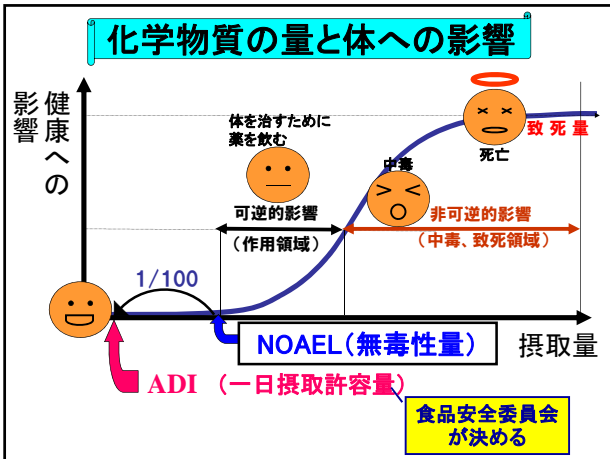 化学物質の量と体への影響
健康への
影響
体を治すために
薬を飲む
中毒
死亡
致死量
可逆的影響
(作用領域)
非可逆的影響
(中毒、致死領域)
1/100
NOAEL(無毒性量)
摂取量
ADI (一日摂取許容量)
食品安全委員会
が決める